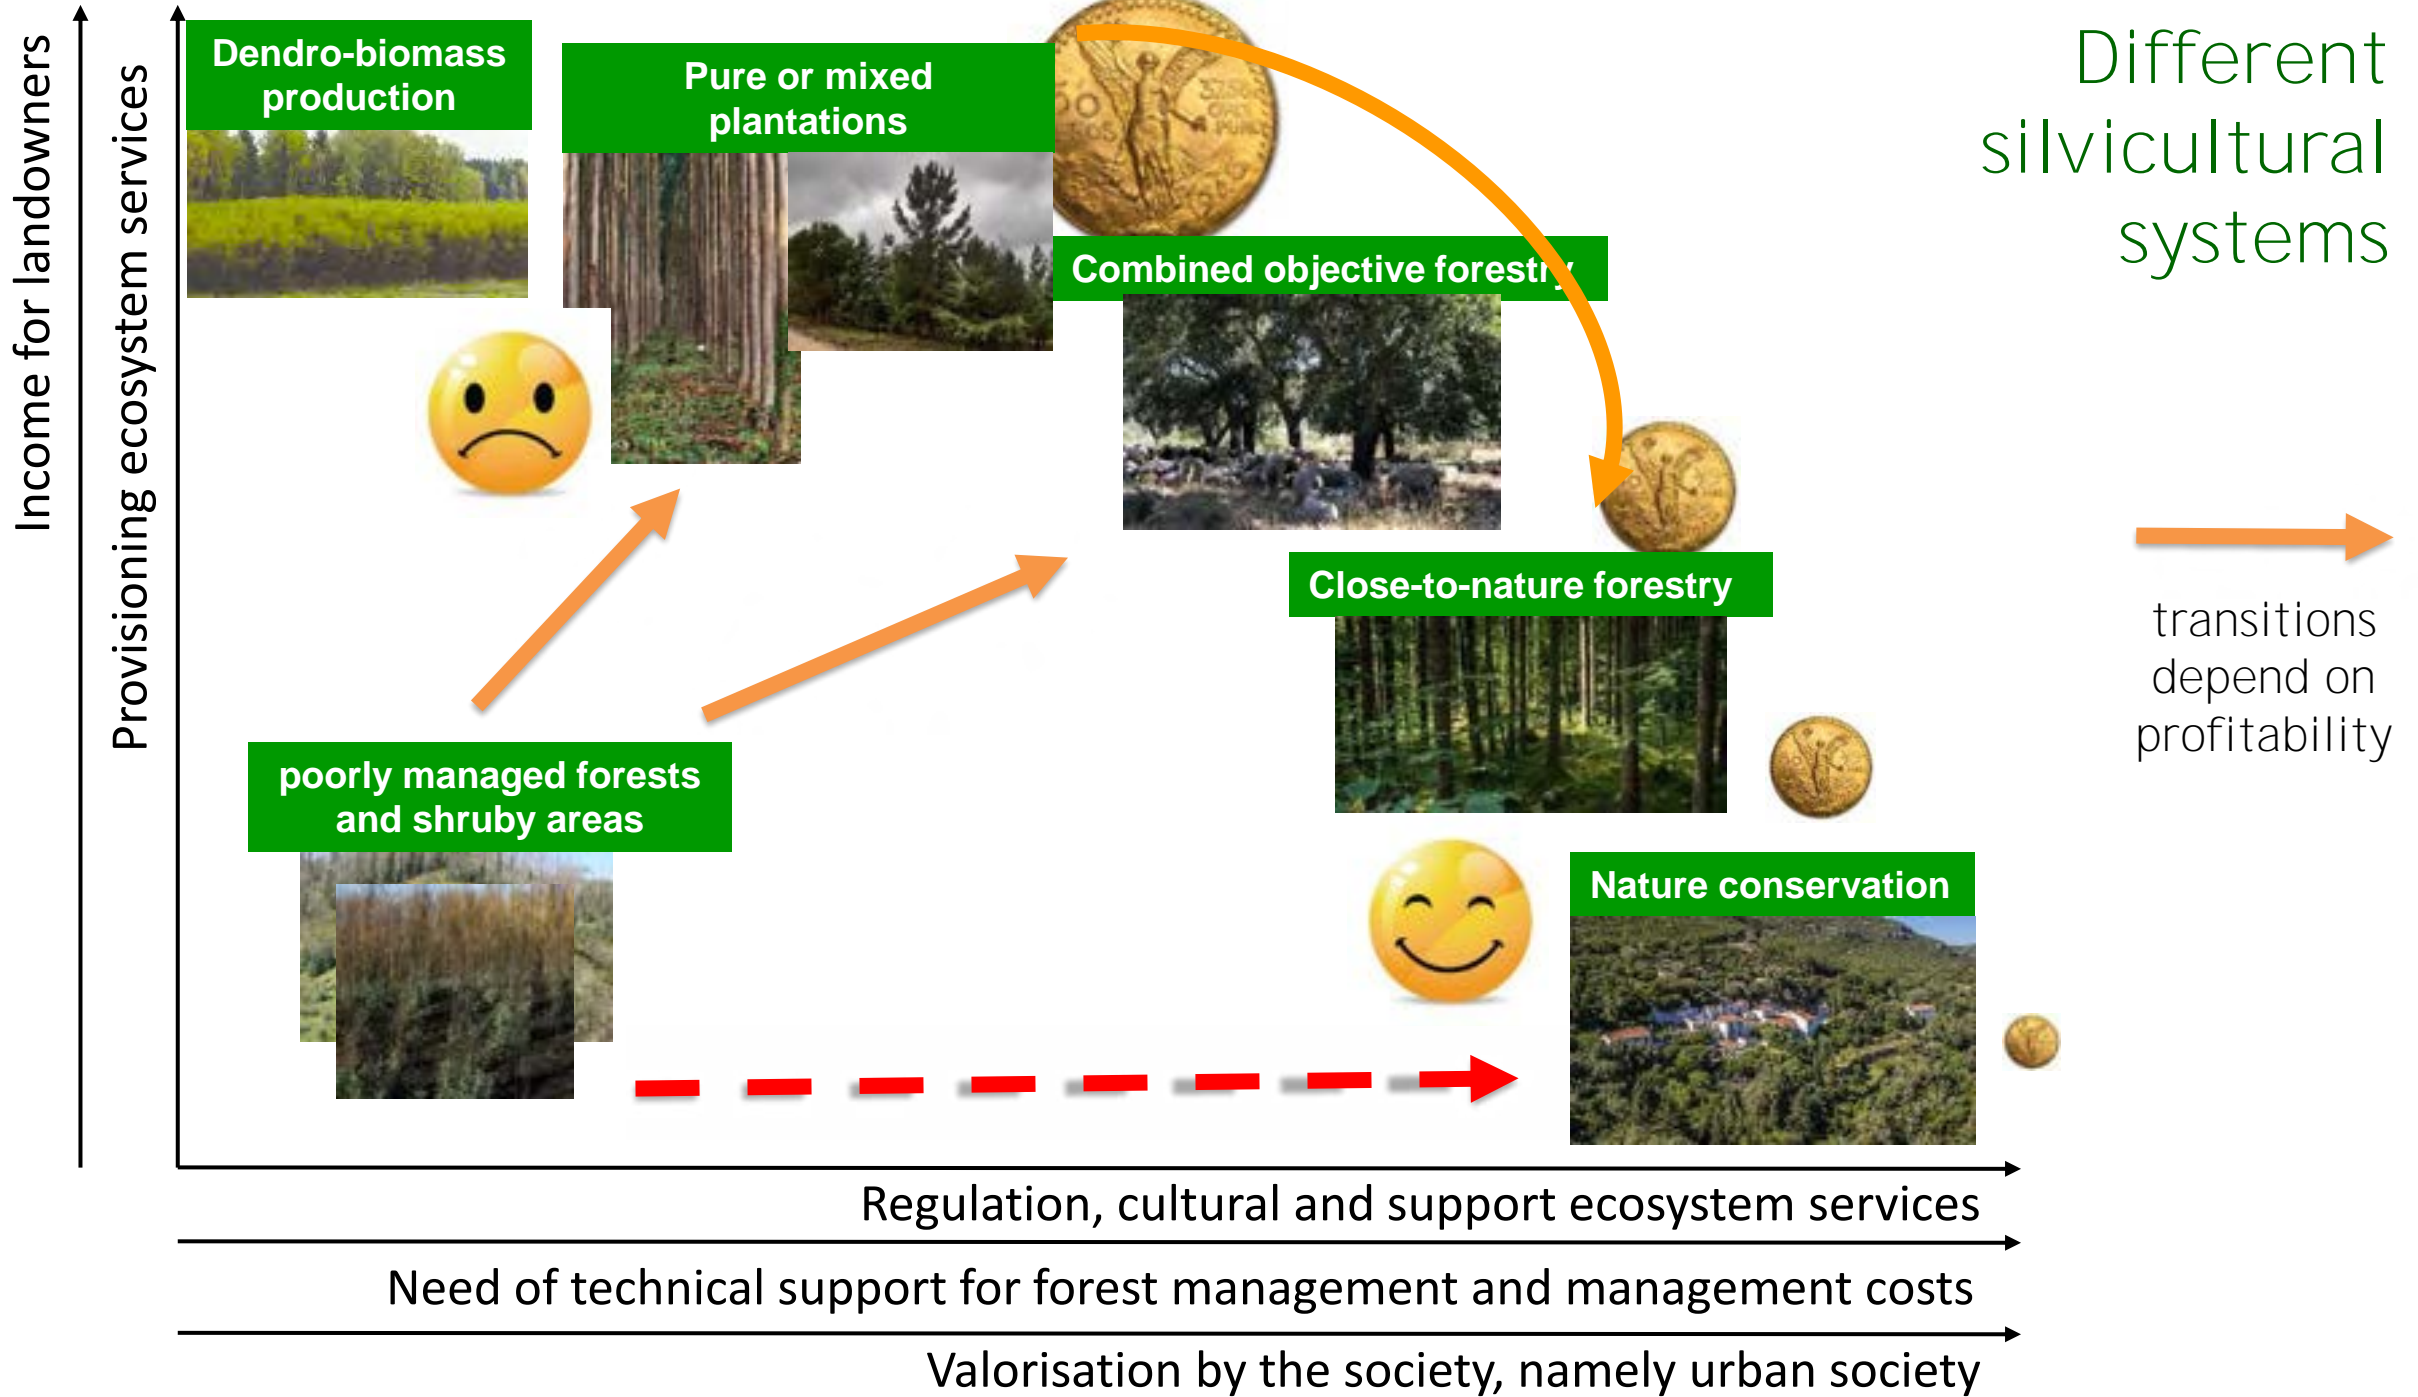 Income for landowners
Provisioning ecosystem services
Dendro-biomass
production
Pure or mixed
plantations
Different
silvicultural
systems
Combined objective forestry
Close-to-nature forestry
transitions
depend on
profitability
poorly managed forests
and shruby areas
Nature conservation
Regulation, cultural and support ecosystem services
Need of technical support for forest management and management costs
Valorisation by the society, namely urban society